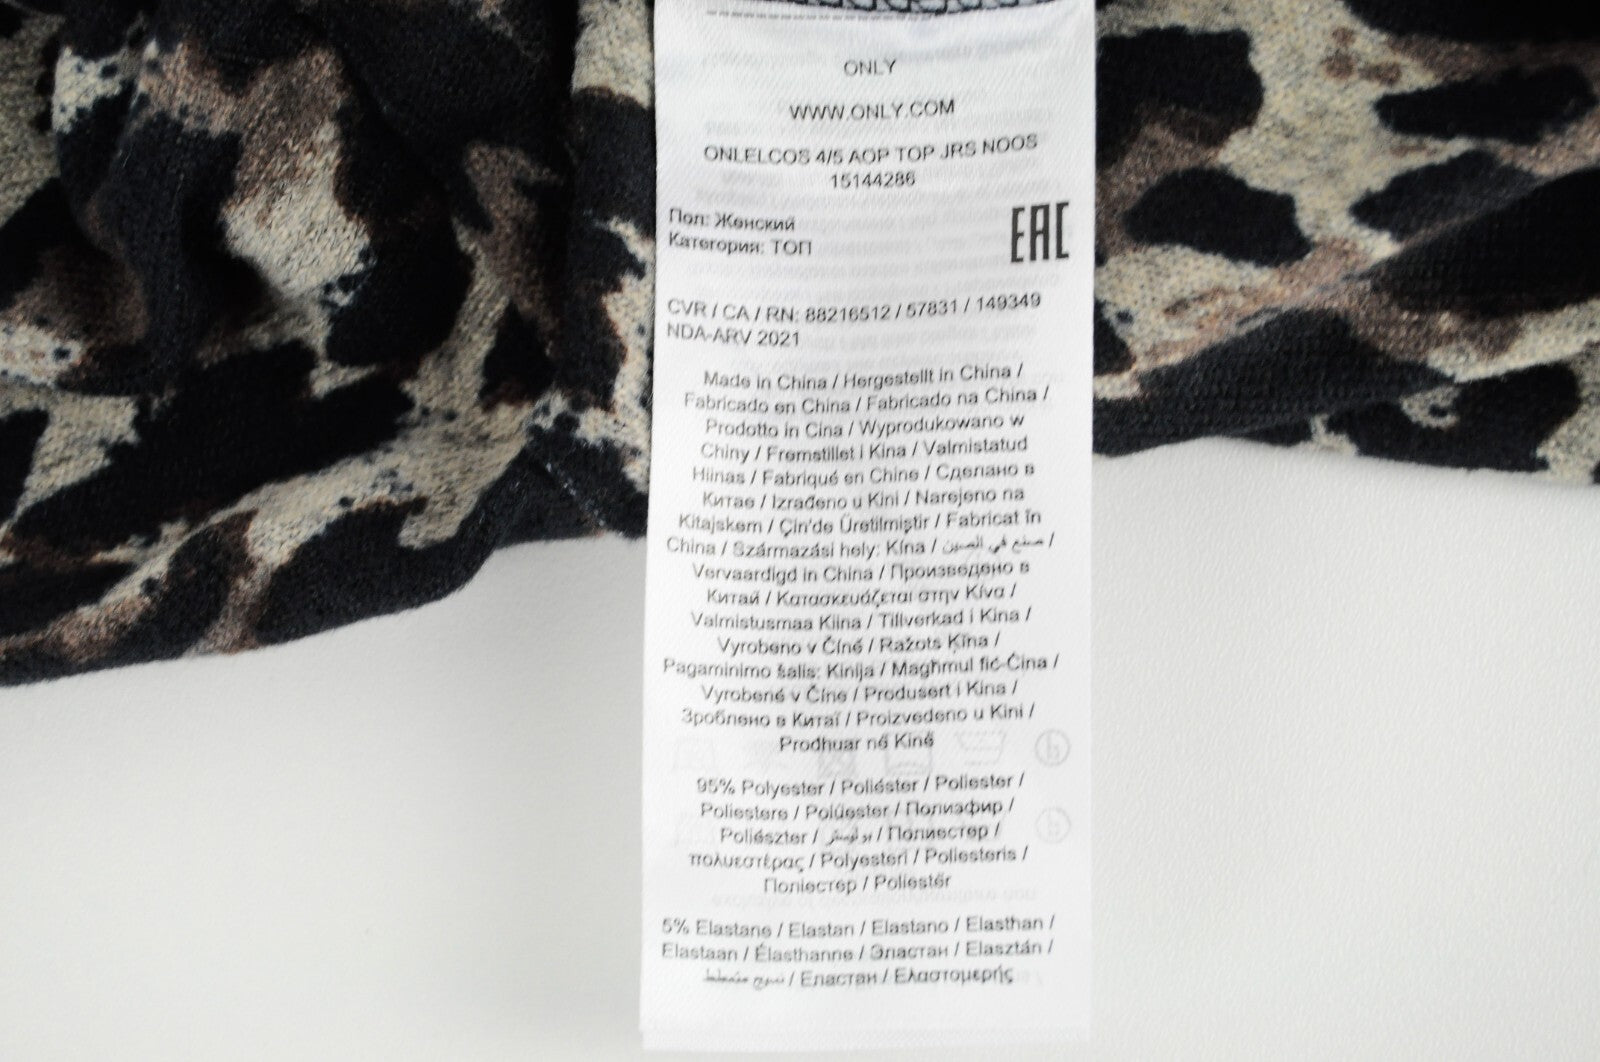 ONLY
WWW.ONLY.COM
ONLELCOS 4/5 AOP TOP JRS NOOS
15144286
Пол: Женский
Категория: ТОП
EAC
CVR / CA / RN: 88216512 / 57831 / 149349
NDA-ARV 2021
Made in China / Hergestellt in China /
Fabricado en China / Fabricado na China /
Prodotto in Cina / Wyprodukowano w
Chiny / Fremstillet i Kina / Valmistatud
Hiinas / Fabriqué en Chine / Сделано в
Китае / Izrađeno u Kini / Narejeno na
Kitajskem / Çin'de Üretilmiştir / Fabricat în
China / Származási hely: Kína / صنع في الصين /
Vervaardigd in China / Произведено в
Китай / Κατασκευάζεται στην Κίνα /
Valmistusmaa Kiina / Tillverkad i Kina /
Vyrobeno v Číně / Ražots Ķīna /
Pagaminimo šalis: Kinija / Magħmul fiċ-Ċina /
Vyrobené v Číne / Produsert i Kina /
Зроблено в Китаї / Proizvedeno u Kini /
Prodhuar në Kinë
95% Polyester / Poliéster / Poliester /
Poliestere / Polüester / Полиэфир /
Poliészter / بوليستر / Полиестер /
πολυεστέρας / Polyesteri / Poliesteris /
Поліестер / Poliestër
5% Elastane / Elastan / Elastano / Elasthan /
Elastaan / Élasthanne / Эластан / Elasztán /
نسيج مطاط / Еластан / Ελαστομερής